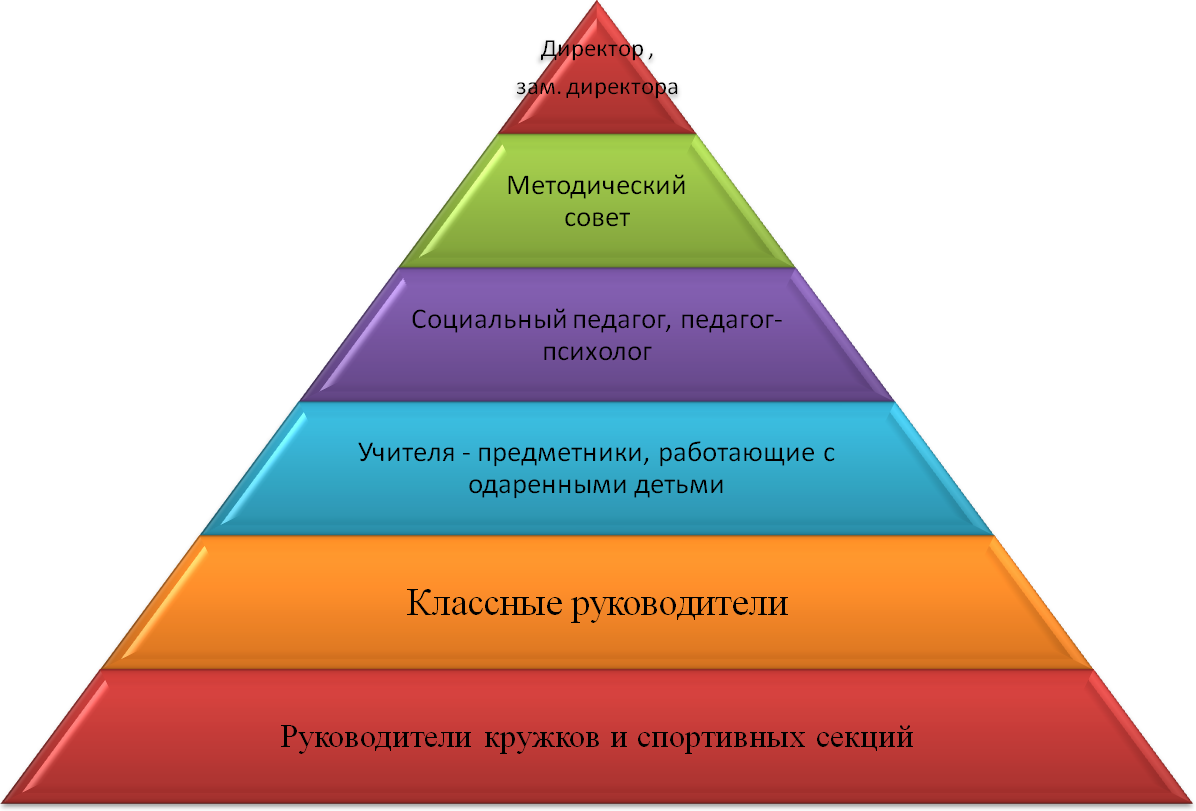 Директор ,
зам. директора
Методический
совет
Социальный педагог, педагог-
психолог
Учителя - предметники, работающие с
одаренными детьми
Классные руководители
Руководители кружков и спортивных секций